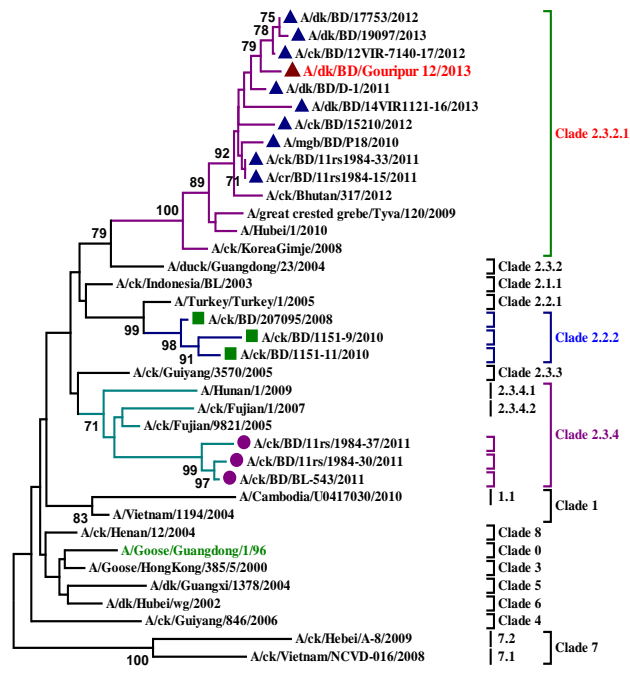 75
A/dk/BD/17753/2012
78
A/dk/BD/19097/2013
79
A/ck/BD/12VIR-7140-17/2012
A/dk/BD/Gouripur 12/2013
A/dk/BD/D-1/2011
A/dk/BD/14VIR1121-16/2013
Clade 2.3.2.1
A/ck/BD/15210/2012
A/mgb/BD/P18/2010
92
A/ck/BD/11rs1984-33/2011
71
A/cr/BD/11rs1984-15/2011
89
A/ck/Bhutan/317/2012
100
A/great crested grebe/Tyva/120/2009
A/Hubei/1/2010
79
A/ck/KoreaGimje/2008
A/duck/Guangdong/23/2004 Clade 2.3.2
A/ck/Indonesia/BL/2003 Clade 2.1.1
A/Turkey/Turkey/1/2005 Clade 2.2.1
99
A/ck/BD/207095/2008
98
A/ck/BD/1151-9/2010 Clade 2.2.2
91
A/ck/BD/1151-11/2010
A/ck/Guiyang/3570/2005 Clade 2.3.3
A/Hunan/1/2009 2.3.4.1
71
A/ck/Fujian/1/2007 2.3.4.2
A/ck/Fujian/9821/2005 Clade 2.3.4
A/ck/BD/11rs/1984-37/2011
99
A/ck/BD/11rs/1984-30/2011
97
A/ck/BD/BL-543/2011
A/Cambodia/U0417030/2010 1.1 Clade 1
83
A/Vietnam/1194/2004
A/ck/Henan/12/2004 Clade 8
A/Goose/Guangdong/1/96 Clade 0
A/Goose/HongKong/385/5/2000 Clade 3
A/dk/Guangxi/1378/2004 Clade 5
A/dk/Hubei/wg/2002 Clade 6
A/ck/Guiyang/846/2006 Clade 4
A/ck/Hebei/A-8/2009 7.2 Clade 7
100
A/ck/Vietnam/NCVD-016/2008 7.1